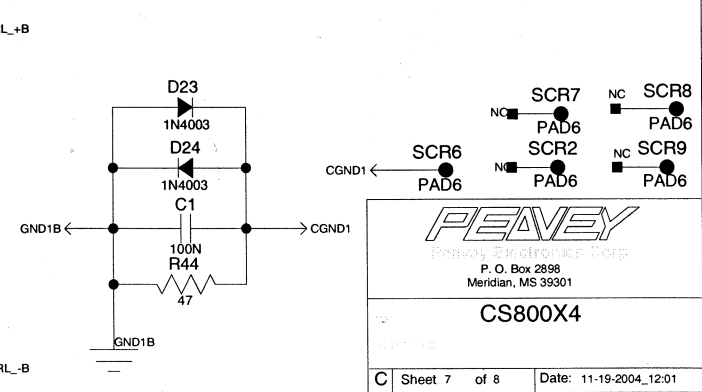 L_+B
D23
1N4003
D24
1N4003
C1
100N
R44
47
GND1B
CGND1
GND1B
RL_-B
SCR7
NC
PAD6
SCR8
NC
PAD6
SCR6
CGND1
PAD6
SCR2
NC
PAD6
SCR9
NC
PAD6
PEAVEY
Peavey Electronics Corp.
P. O. Box 2898
Meridian, MS 39301
CS800X4
C Sheet 7 of 8 Date: 11-19-2004_12:01